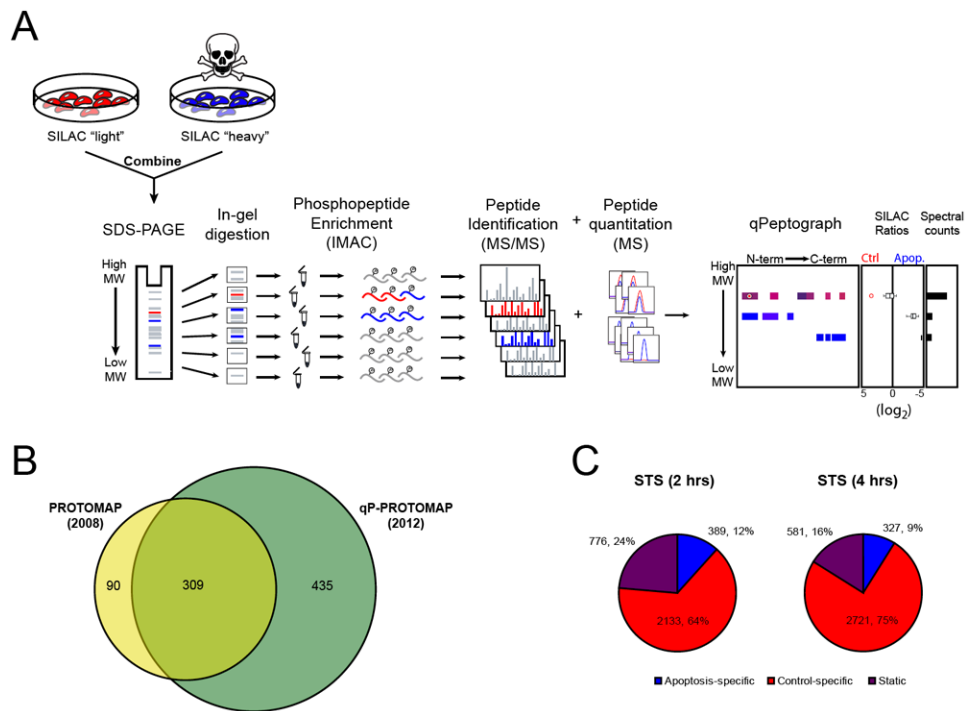 A
SILAC "light"
SILAC "heavy"
Combine
SDS-PAGE
In-gel
digestion
Phosphopeptide
Enrichment
(IMAC)
Peptide
Identification
(MS/MS)
+
Peptide
quantitation
(MS)
qPeptograph
SILAC
Ratios
Spectral
counts
N-term
C-term
Ctrl
Apop.
High
MW
Low
MW
P P P
P P P
P P P
P P P
P P P
P P P
+
+
High
MW
Low
MW
5 0 -5
(log2)
B
PROTOMAP
(2008)
qP-PROTOMAP
(2012)
90
309
435
C
STS (2 hrs)
STS (4 hrs)
776, 24%
389, 12%
2133, 64%
581, 16%
327, 9%
2721, 75%
Apoptosis-specific
Control-specific
Static